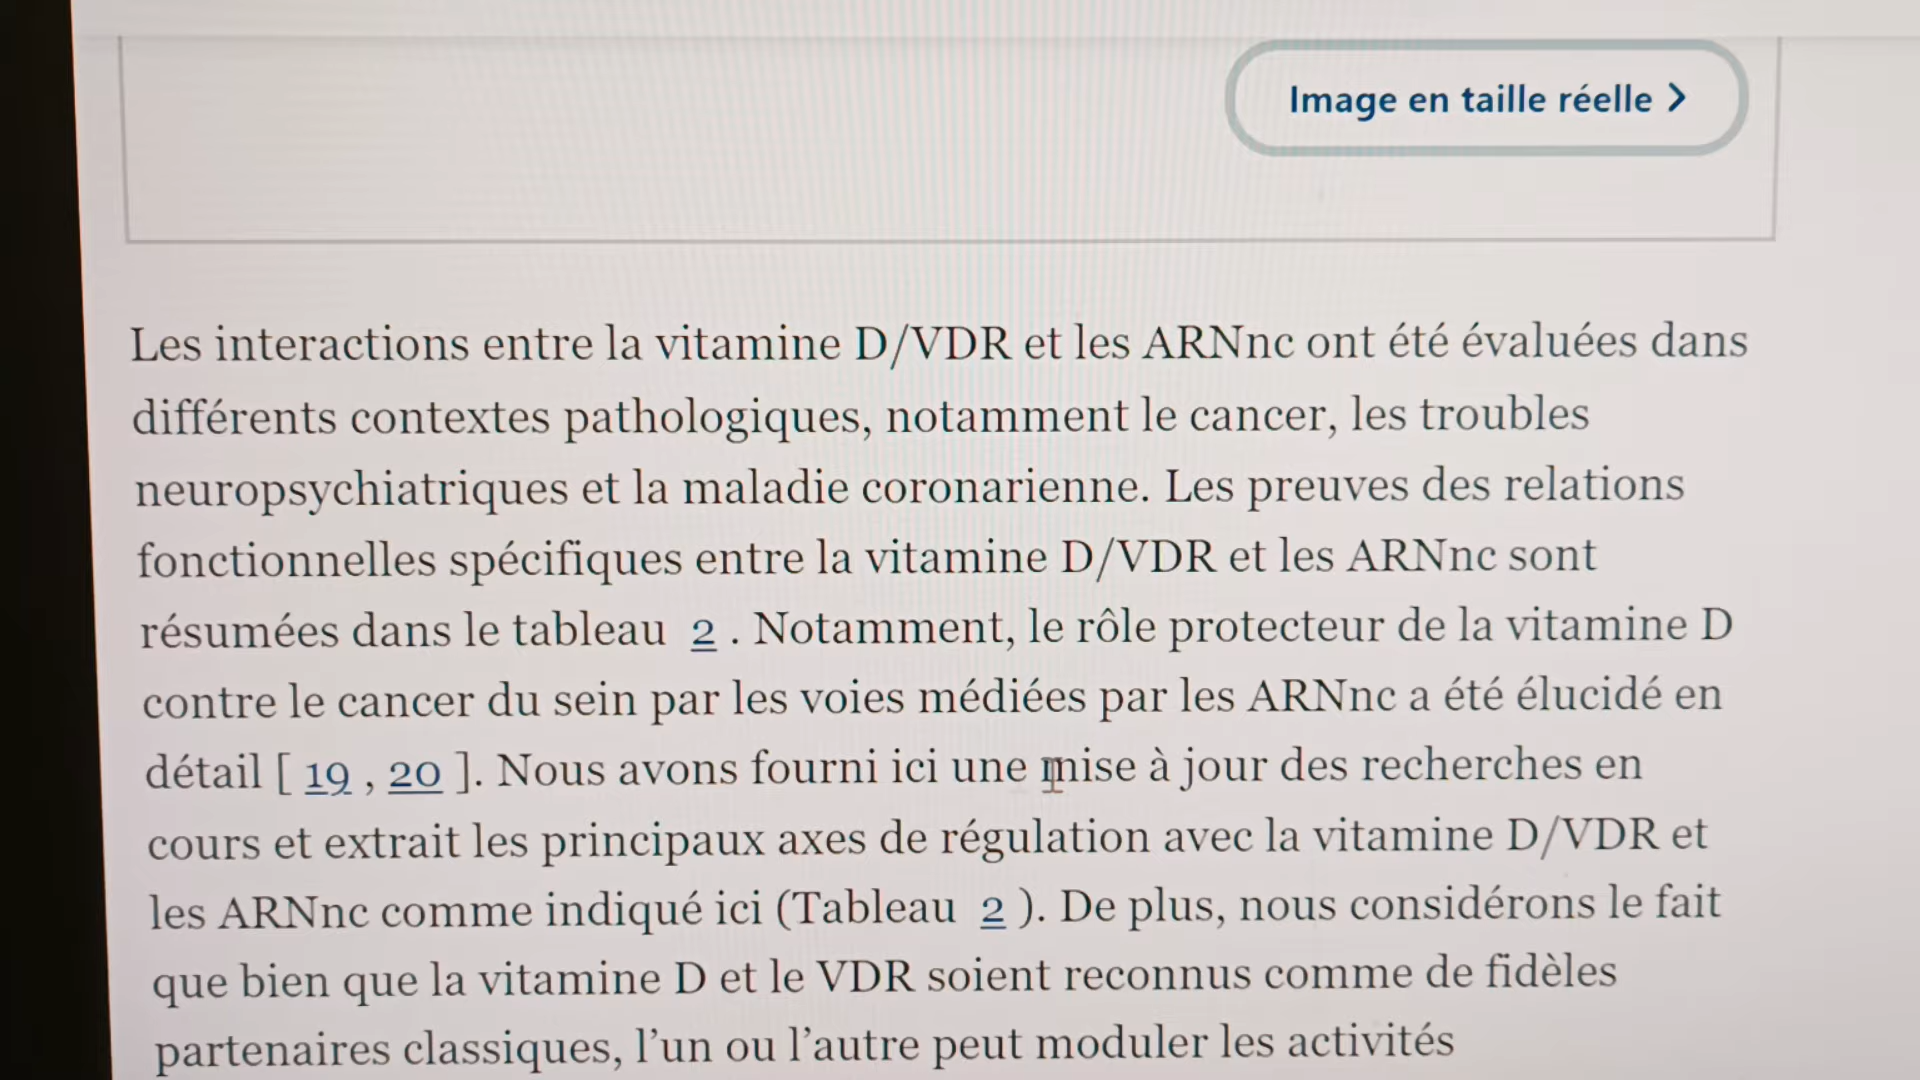 Image en taille réelle >
Les interactions entre la vitamine D/VDR et les ARNnc ont été évaluées dans
différents contextes pathologiques, notamment le cancer, les troubles
neuropsychiatriques et la maladie coronarienne. Les preuves des relations
fonctionnelles spécifiques entre la vitamine D/VDR et les ARNnc sont
résumées dans le tableau 2 . Notamment, le rôle protecteur de la vitamine D
contre le cancer du sein par les voies médiées par les ARNnc a été élucidé en
détail [ 19 , 20 ]. Nous avons fourni ici une mise à jour des recherches en
cours et extrait les principaux axes de régulation avec la vitamine D/VDR et
les ARNnc comme indiqué ici (Tableau 2 ). De plus, nous considérons le fait
que bien que la vitamine D et le VDR soient reconnus comme de fidèles
partenaires classiques, l’un ou l’autre peut moduler les activités